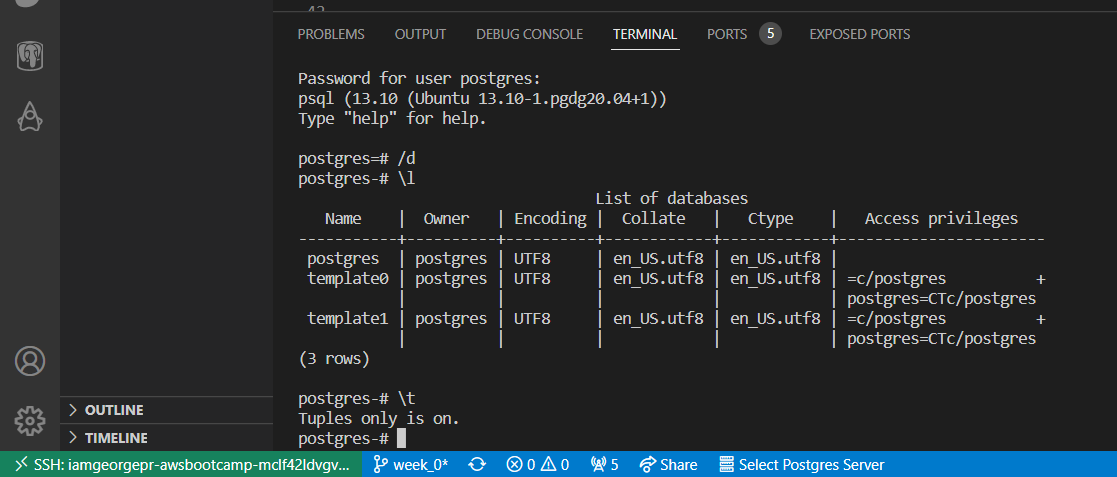 PROBLEMS OUTPUT DEBUG CONSOLE TERMINAL PORTS 5 EXPOSED PORTS
Password for user postgres:
psql (13.10 (Ubuntu 13.10-1.pgdg20.04+1))
Type "help" for help.
postgres=# /d
postgres-# \l
List of databases
Name | Owner | Encoding | Collate | Ctype | Access privileges
-----------+----------+----------+------------+------------+-----------------------
postgres | postgres | UTF8 | en_US.utf8 | en_US.utf8 |
template0 | postgres | UTF8 | en_US.utf8 | en_US.utf8 | =c/postgres +
| | | | | postgres=CTc/postgres
template1 | postgres | UTF8 | en_US.utf8 | en_US.utf8 | =c/postgres +
| | | | | postgres=CTc/postgres
(3 rows)
postgres-# \t
Tuples only is on.
postgres-#
OUTLINE
TIMELINE
SSH: iamgeorgepr-awsbootcamp-mclf42ldvgv... week_0* 0 0 5 Share Select Postgres Server